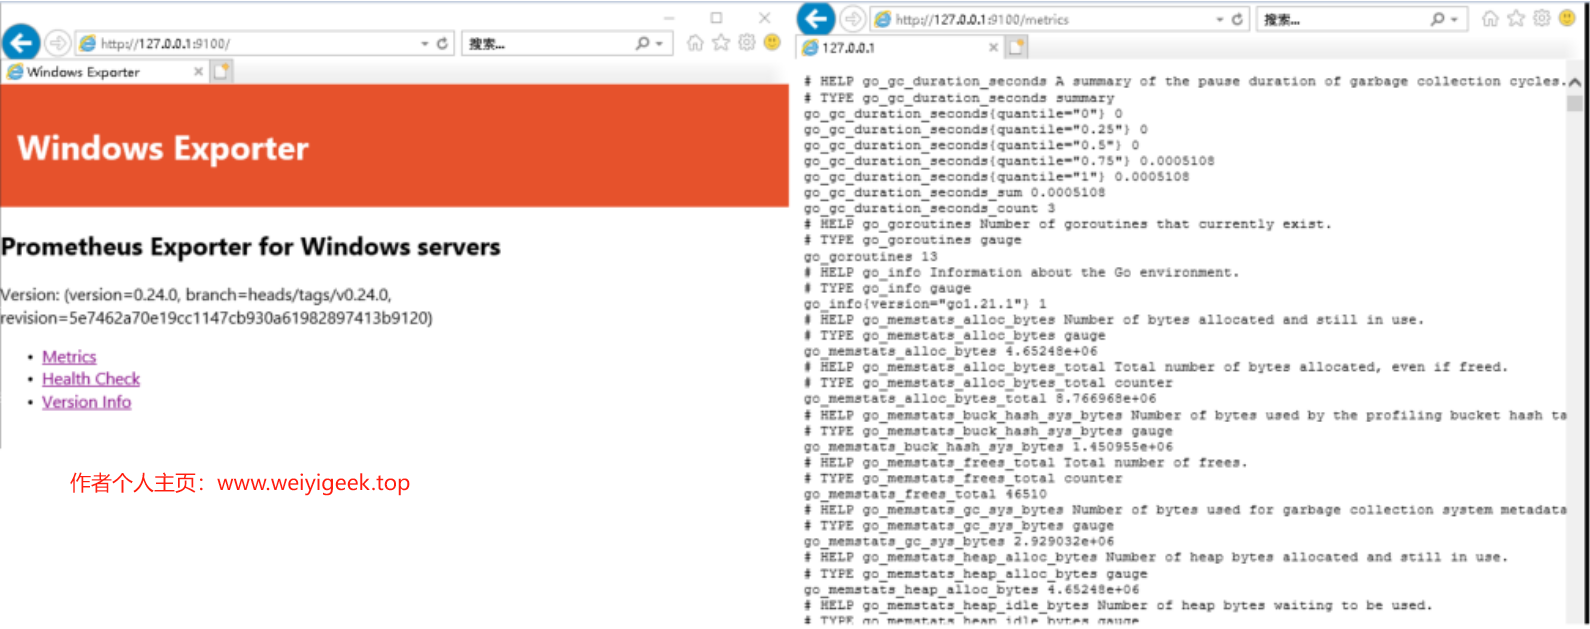 http://127.0.0.1:9100/
搜索...
Windows Exporter
Windows Exporter
Prometheus Exporter for Windows servers
Version: (version=0.24.0, branch=heads/tags/v0.24.0,
revision=5e7462a70e19cc1147cb930a61982897413b9120)
• Metrics
• Health Check
• Version Info
作者个人主页：www.weiyigeek.top
http://127.0.0.1:9100/metrics
搜索...
127.0.0.1
# HELP go_gc_duration_seconds A summary of the pause duration of garbage collection cycles.
# TYPE go_gc_duration_seconds summary
go_gc_duration_seconds{quantile="0"} 0
go_gc_duration_seconds{quantile="0.25"} 0
go_gc_duration_seconds{quantile="0.5"} 0
go_gc_duration_seconds{quantile="0.75"} 0.0005108
go_gc_duration_seconds{quantile="1"} 0.0005108
go_gc_duration_seconds_sum 0.0005108
go_gc_duration_seconds_count 3
# HELP go_goroutines Number of goroutines that currently exist.
# TYPE go_goroutines gauge
go_goroutines 13
# HELP go_info Information about the Go environment.
# TYPE go_info gauge
go_info{version="go1.21.1"} 1
# HELP go_memstats_alloc_bytes Number of bytes allocated and still in use.
# TYPE go_memstats_alloc_bytes gauge
go_memstats_alloc_bytes 4.65248e+06
# HELP go_memstats_alloc_bytes_total Total number of bytes allocated, even if freed.
# TYPE go_memstats_alloc_bytes_total counter
go_memstats_alloc_bytes_total 8.766968e+06
# HELP go_memstats_buck_hash_sys_bytes Number of bytes used by the profiling bucket hash ta
# TYPE go_memstats_buck_hash_sys_bytes gauge
go_memstats_buck_hash_sys_bytes 1.450955e+06
# HELP go_memstats_frees_total Total number of frees.
# TYPE go_memstats_frees_total counter
go_memstats_frees_total 46510
# HELP go_memstats_gc_sys_bytes Number of bytes used for garbage collection system metadata
# TYPE go_memstats_gc_sys_bytes gauge
go_memstats_gc_sys_bytes 2.929032e+06
# HELP go_memstats_heap_alloc_bytes Number of heap bytes allocated and still in use.
# TYPE go_memstats_heap_alloc_bytes gauge
go_memstats_heap_alloc_bytes 4.65248e+06
# HELP go_memstats_heap_idle_bytes Number of heap bytes waiting to be used.
# TYPE go_memstats_heap_idle_bytes gauge